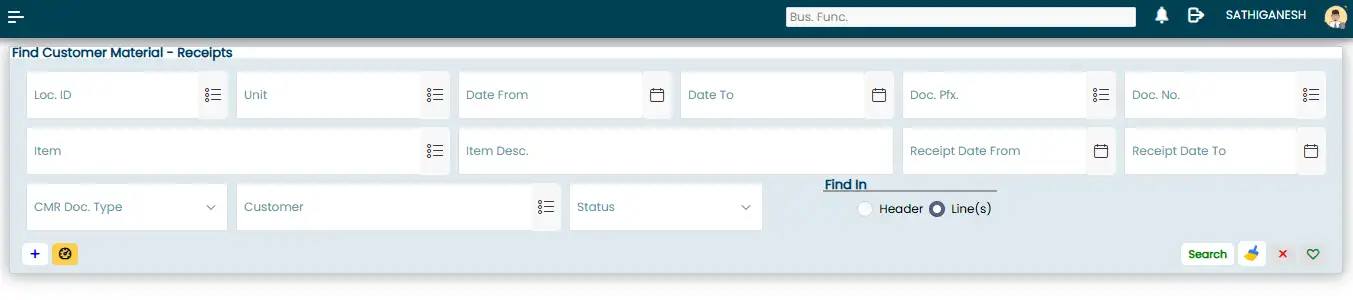 Bus. Func. SATHIGANESH
Find Customer Material - Receipts
Loc. ID Unit Date From Date To Doc. Pfx. Doc. No.
Item Item Desc. Receipt Date From Receipt Date To
Find In
CMR Doc. Type Customer Status Header Line(s)
+ Search